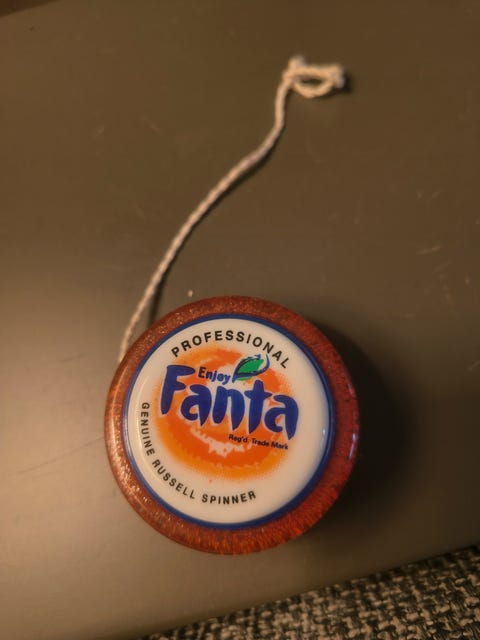 PROFESSIONAL
Enjoy
Fanta
Reg'd. Trade Mark
GENUINE RUSSELL SPINNER